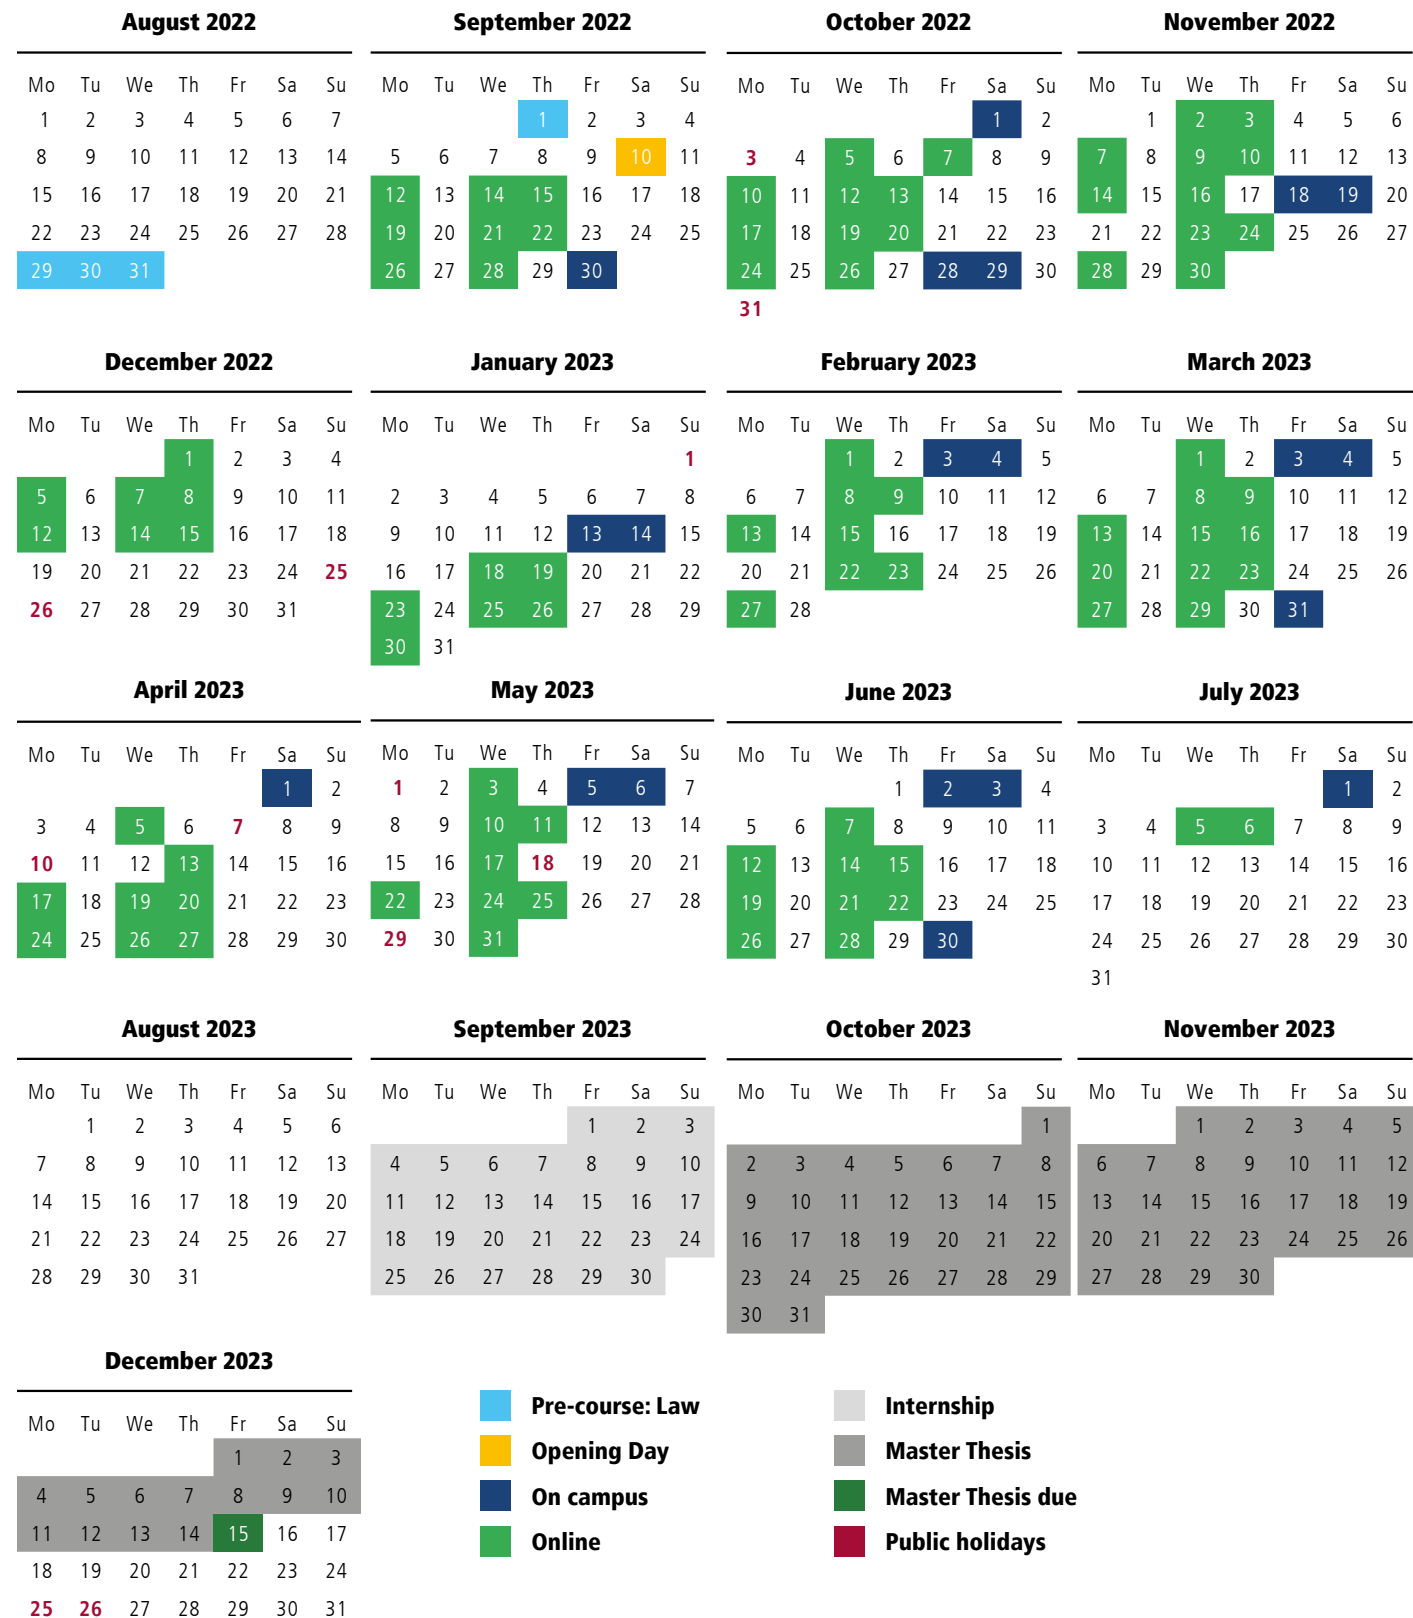 August 2022
Mo Tu We Th Fr Sa Su
1 2 3 4 5 6 7
8 9 10 11 12 13 14
15 16 17 18 19 20 21
22 23 24 25 26 27 28
29 30 31
September 2022
Mo Tu We Th Fr Sa Su
1 2 3 4
5 6 7 8 9 10 11
12 13 14 15 16 17 18
19 20 21 22 23 24 25
26 27 28 29 30
October 2022
Mo Tu We Th Fr Sa Su
1 2
3 4 5 6 7 8 9
10 11 12 13 14 15 16
17 18 19 20 21 22 23
24 25 26 27 28 29 30
31
November 2022
Mo Tu We Th Fr Sa Su
1 2 3 4 5 6
7 8 9 10 11 12 13
14 15 16 17 18 19 20
21 22 23 24 25 26 27
28 29 30
December 2022
Mo Tu We Th Fr Sa Su
1 2 3 4
5 6 7 8 9 10 11
12 13 14 15 16 17 18
19 20 21 22 23 24 25
26 27 28 29 30 31
January 2023
Mo Tu We Th Fr Sa Su
1
2 3 4 5 6 7 8
9 10 11 12 13 14 15
16 17 18 19 20 21 22
23 24 25 26 27 28 29
30 31
February 2023
Mo Tu We Th Fr Sa Su
1 2 3 4 5
6 7 8 9 10 11 12
13 14 15 16 17 18 19
20 21 22 23 24 25 26
27 28
March 2023
Mo Tu We Th Fr Sa Su
1 2 3 4 5
6 7 8 9 10 11 12
13 14 15 16 17 18 19
20 21 22 23 24 25 26
27 28 29 30 31
April 2023
Mo Tu We Th Fr Sa Su
1 2
3 4 5 6 7 8 9
10 11 12 13 14 15 16
17 18 19 20 21 22 23
24 25 26 27 28 29 30
May 2023
Mo Tu We Th Fr Sa Su
1 2 3 4 5 6 7
8 9 10 11 12 13 14
15 16 17 18 19 20 21
22 23 24 25 26 27 28
29 30 31
June 2023
Mo Tu We Th Fr Sa Su
1 2 3 4
5 6 7 8 9 10 11
12 13 14 15 16 17 18
19 20 21 22 23 24 25
26 27 28 29 30
July 2023
Mo Tu We Th Fr Sa Su
1 2
3 4 5 6 7 8 9
10 11 12 13 14 15 16
17 18 19 20 21 22 23
24 25 26 27 28 29 30
31
August 2023
Mo Tu We Th Fr Sa Su
1 2 3 4 5 6
7 8 9 10 11 12 13
14 15 16 17 18 19 20
21 22 23 24 25 26 27
28 29 30 31
September 2023
Mo Tu We Th Fr Sa Su
1 2 3
4 5 6 7 8 9 10
11 12 13 14 15 16 17
18 19 20 21 22 23 24
25 26 27 28 29 30
October 2023
Mo Tu We Th Fr Sa Su
1
2 3 4 5 6 7 8
9 10 11 12 13 14 15
16 17 18 19 20 21 22
23 24 25 26 27 28 29
30 31
November 2023
Mo Tu We Th Fr Sa Su
1 2 3 4 5
6 7 8 9 10 11 12
13 14 15 16 17 18 19
20 21 22 23 24 25 26
27 28 29 30
December 2023
Mo Tu We Th Fr Sa Su
1 2 3
4 5 6 7 8 9 10
11 12 13 14 15 16 17
18 19 20 21 22 23 24
25 26 27 28 29 30 31
Pre-course: Law
Opening Day
On campus
Online
Internship
Master Thesis
Master Thesis due
Public holidays